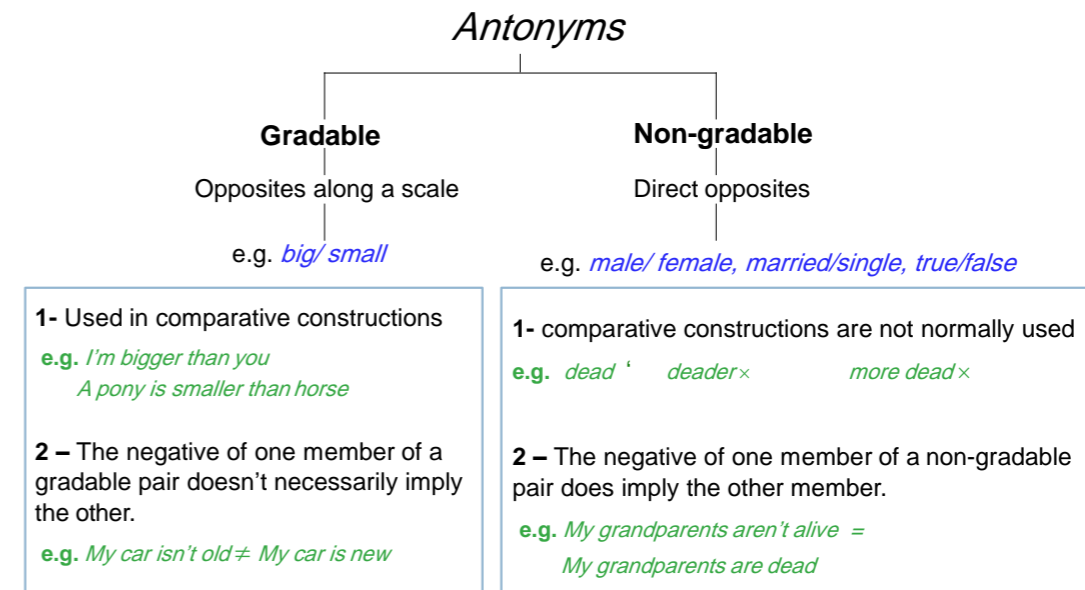 Antonyms
Gradable
Non-gradable
Opposites along a scale
Direct opposites
e.g. big/ small
e.g. male/ female, married/single, true/false
1- Used in comparative constructions
e.g. I'm bigger than you
A pony is smaller than horse
2 – The negative of one member of a
gradable pair doesn't necessarily imply
the other.
e.g. My car isn't old ≠ My car is new
1- comparative constructions are not normally used
e.g. dead ‘ deader × more dead ×
2 – The negative of one member of a non-gradable
pair does imply the other member.
e.g. My grandparents aren't alive =
My grandparents are dead